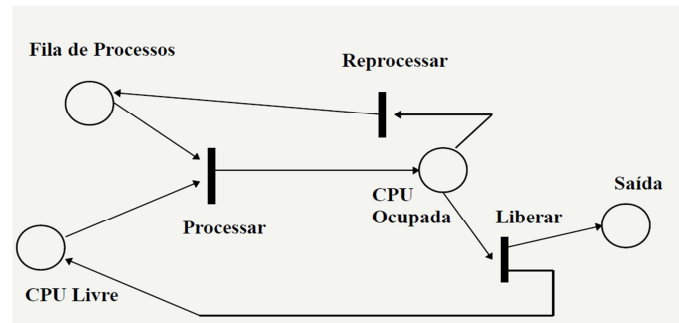 Fila de Processos
Reprocessar
Processar
CPU
Ocupada
Liberar
Saída
CPU Livre